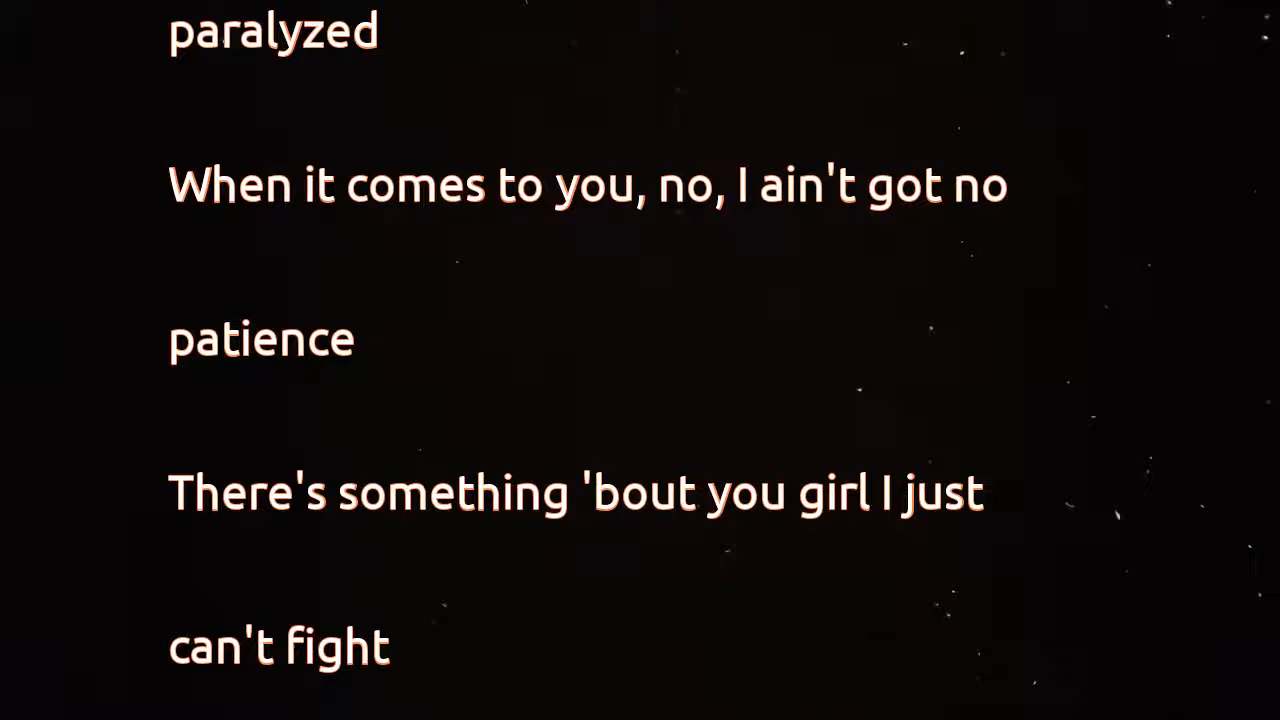 paralyzed
When it comes to you, no, I ain't got no
patience
There's something 'bout you girl I just
can't fight